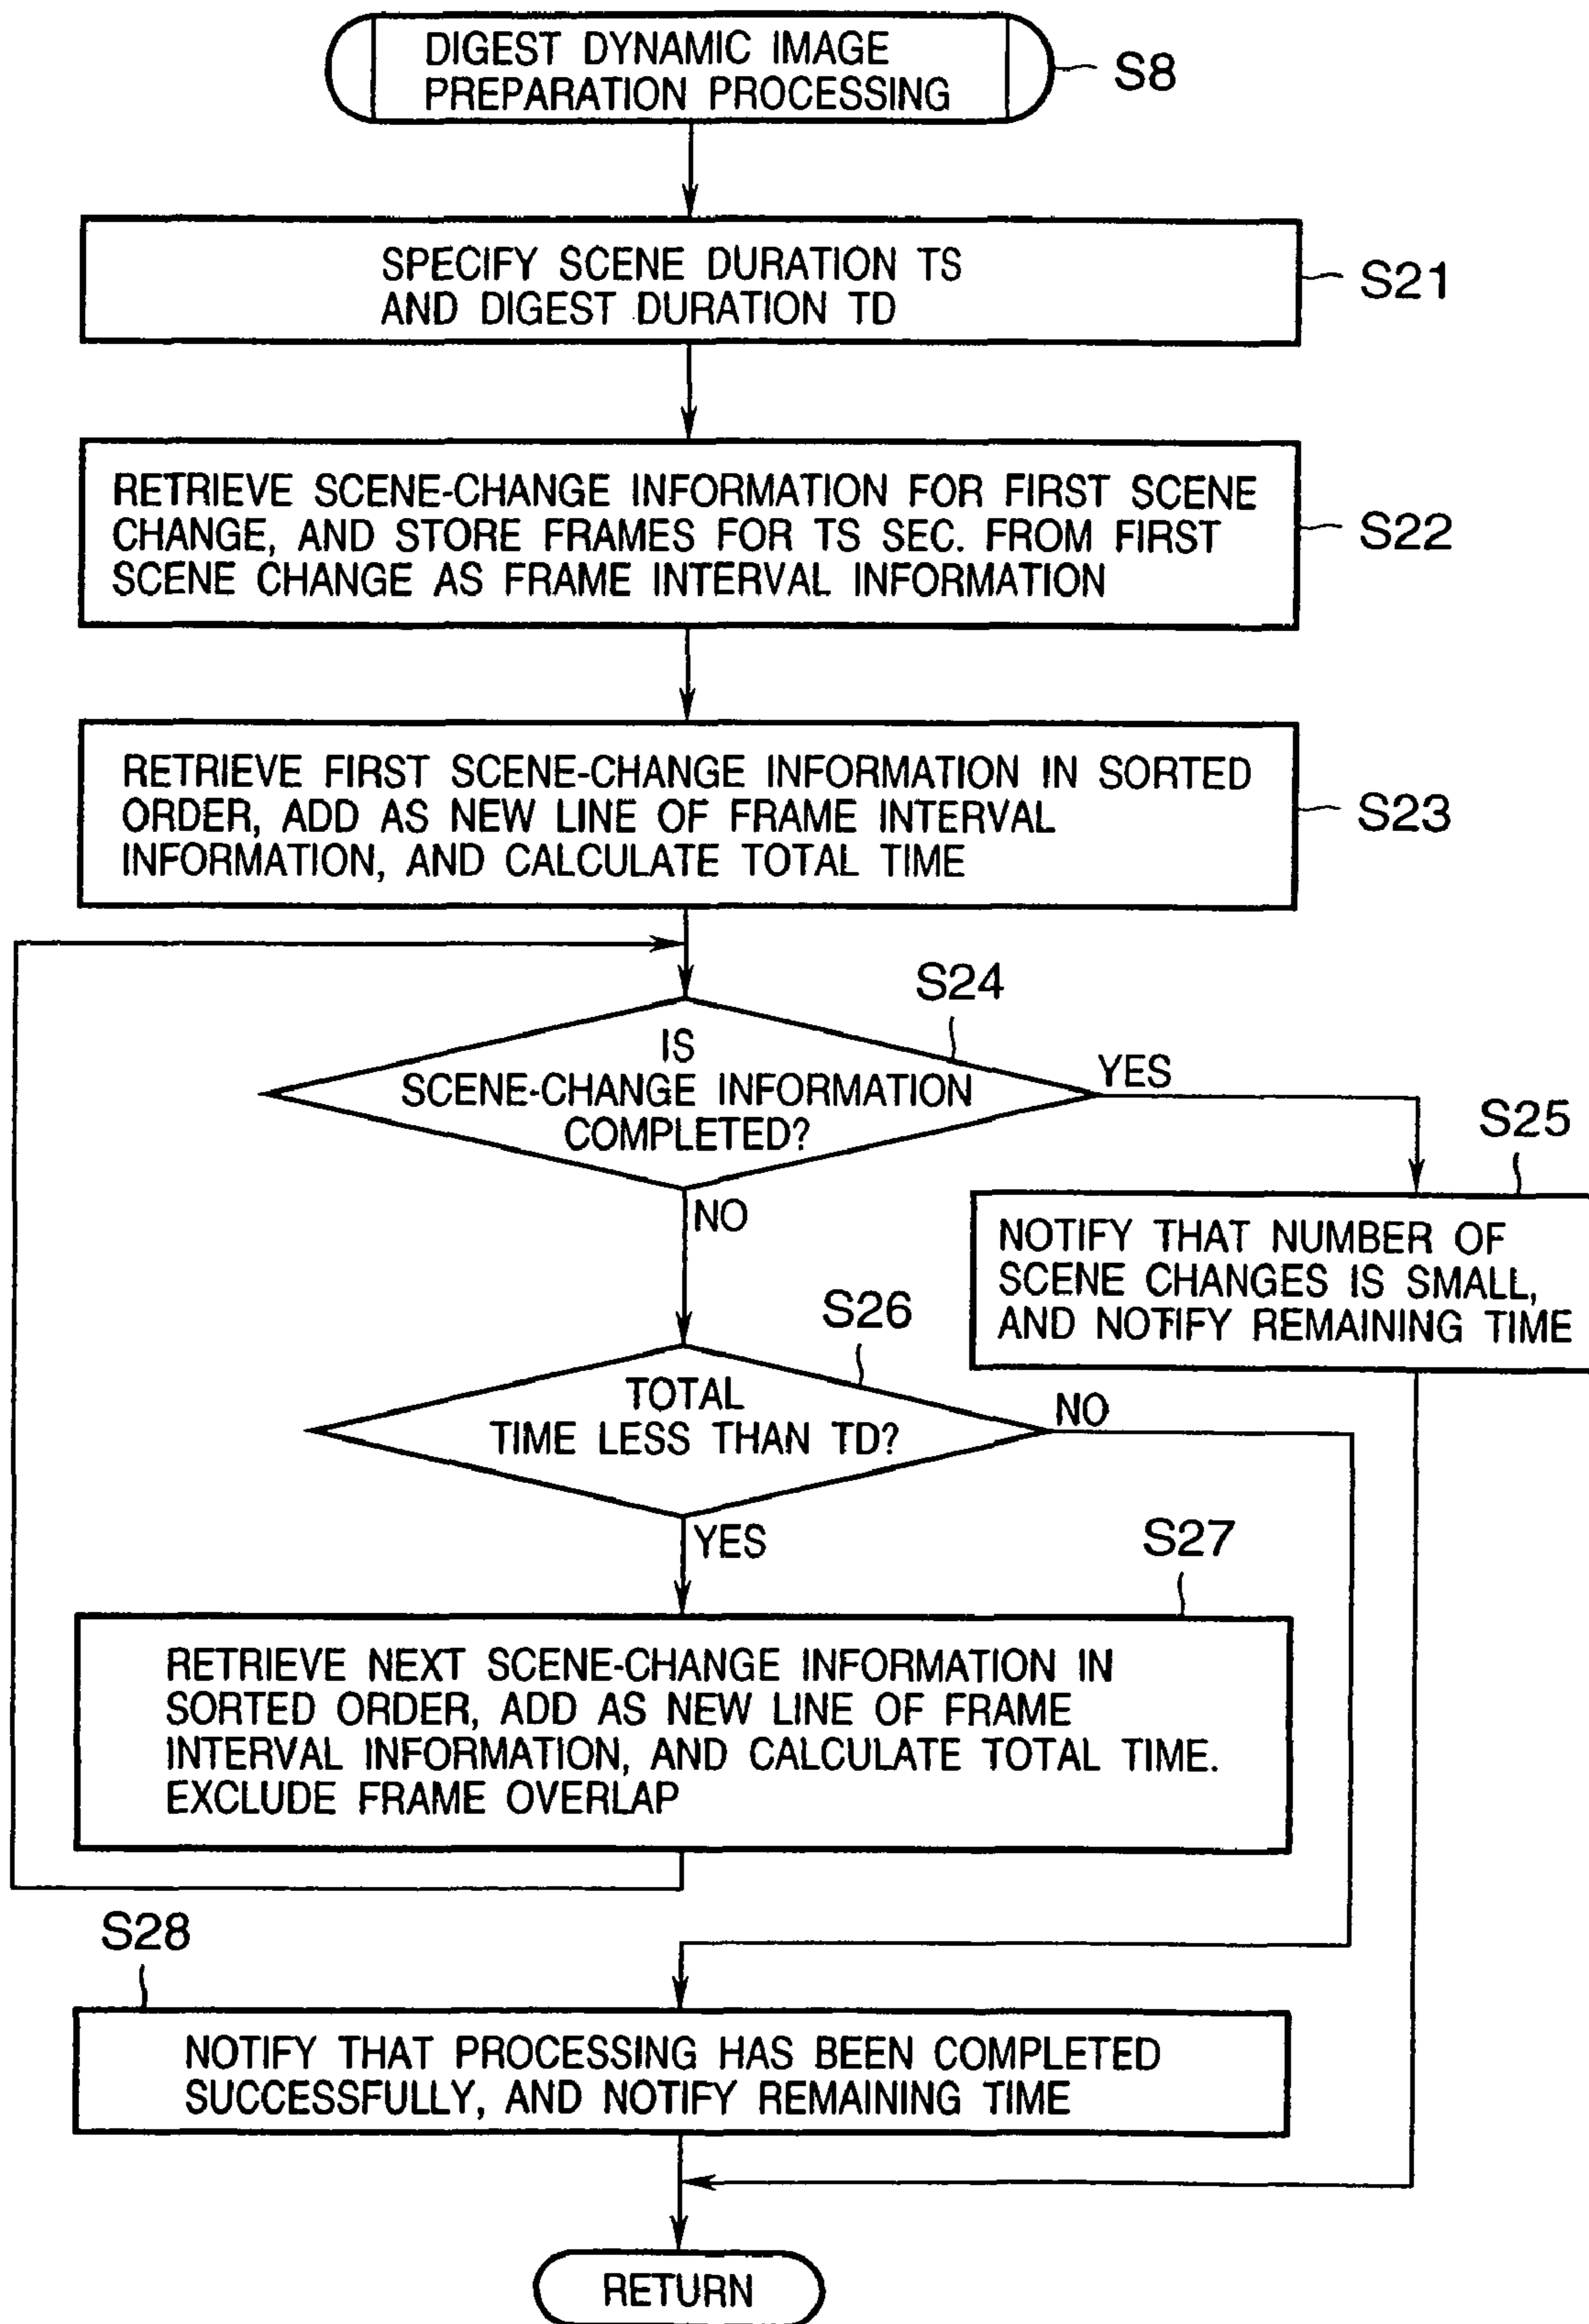 DIGEST DYNAMIC IMAGE
PREPARATION PROCESSING
S8
SPECIFY SCENE DURATION TS
AND DIGEST DURATION TD
S21
RETRIEVE SCENE-CHANGE INFORMATION FOR FIRST SCENE
CHANGE, AND STORE FRAMES FOR TS SEC. FROM FIRST
SCENE CHANGE AS FRAME INTERVAL INFORMATION
S22
RETRIEVE FIRST SCENE-CHANGE INFORMATION IN SORTED
ORDER, ADD AS NEW LINE OF FRAME INTERVAL
INFORMATION, AND CALCULATE TOTAL TIME
S23
S24
IS
SCENE-CHANGE INFORMATION
COMPLETED?
YES
NO
S25
NOTIFY THAT NUMBER OF
SCENE CHANGES IS SMALL,
AND NOTIFY REMAINING TIME
S26
TOTAL
TIME LESS THAN TD?
NO
YES
S27
RETRIEVE NEXT SCENE-CHANGE INFORMATION IN
SORTED ORDER, ADD AS NEW LINE OF FRAME
INTERVAL INFORMATION, AND CALCULATE TOTAL TIME.
EXCLUDE FRAME OVERLAP
S28
NOTIFY THAT PROCESSING HAS BEEN COMPLETED
SUCCESSFULLY, AND NOTIFY REMAINING TIME
RETURN